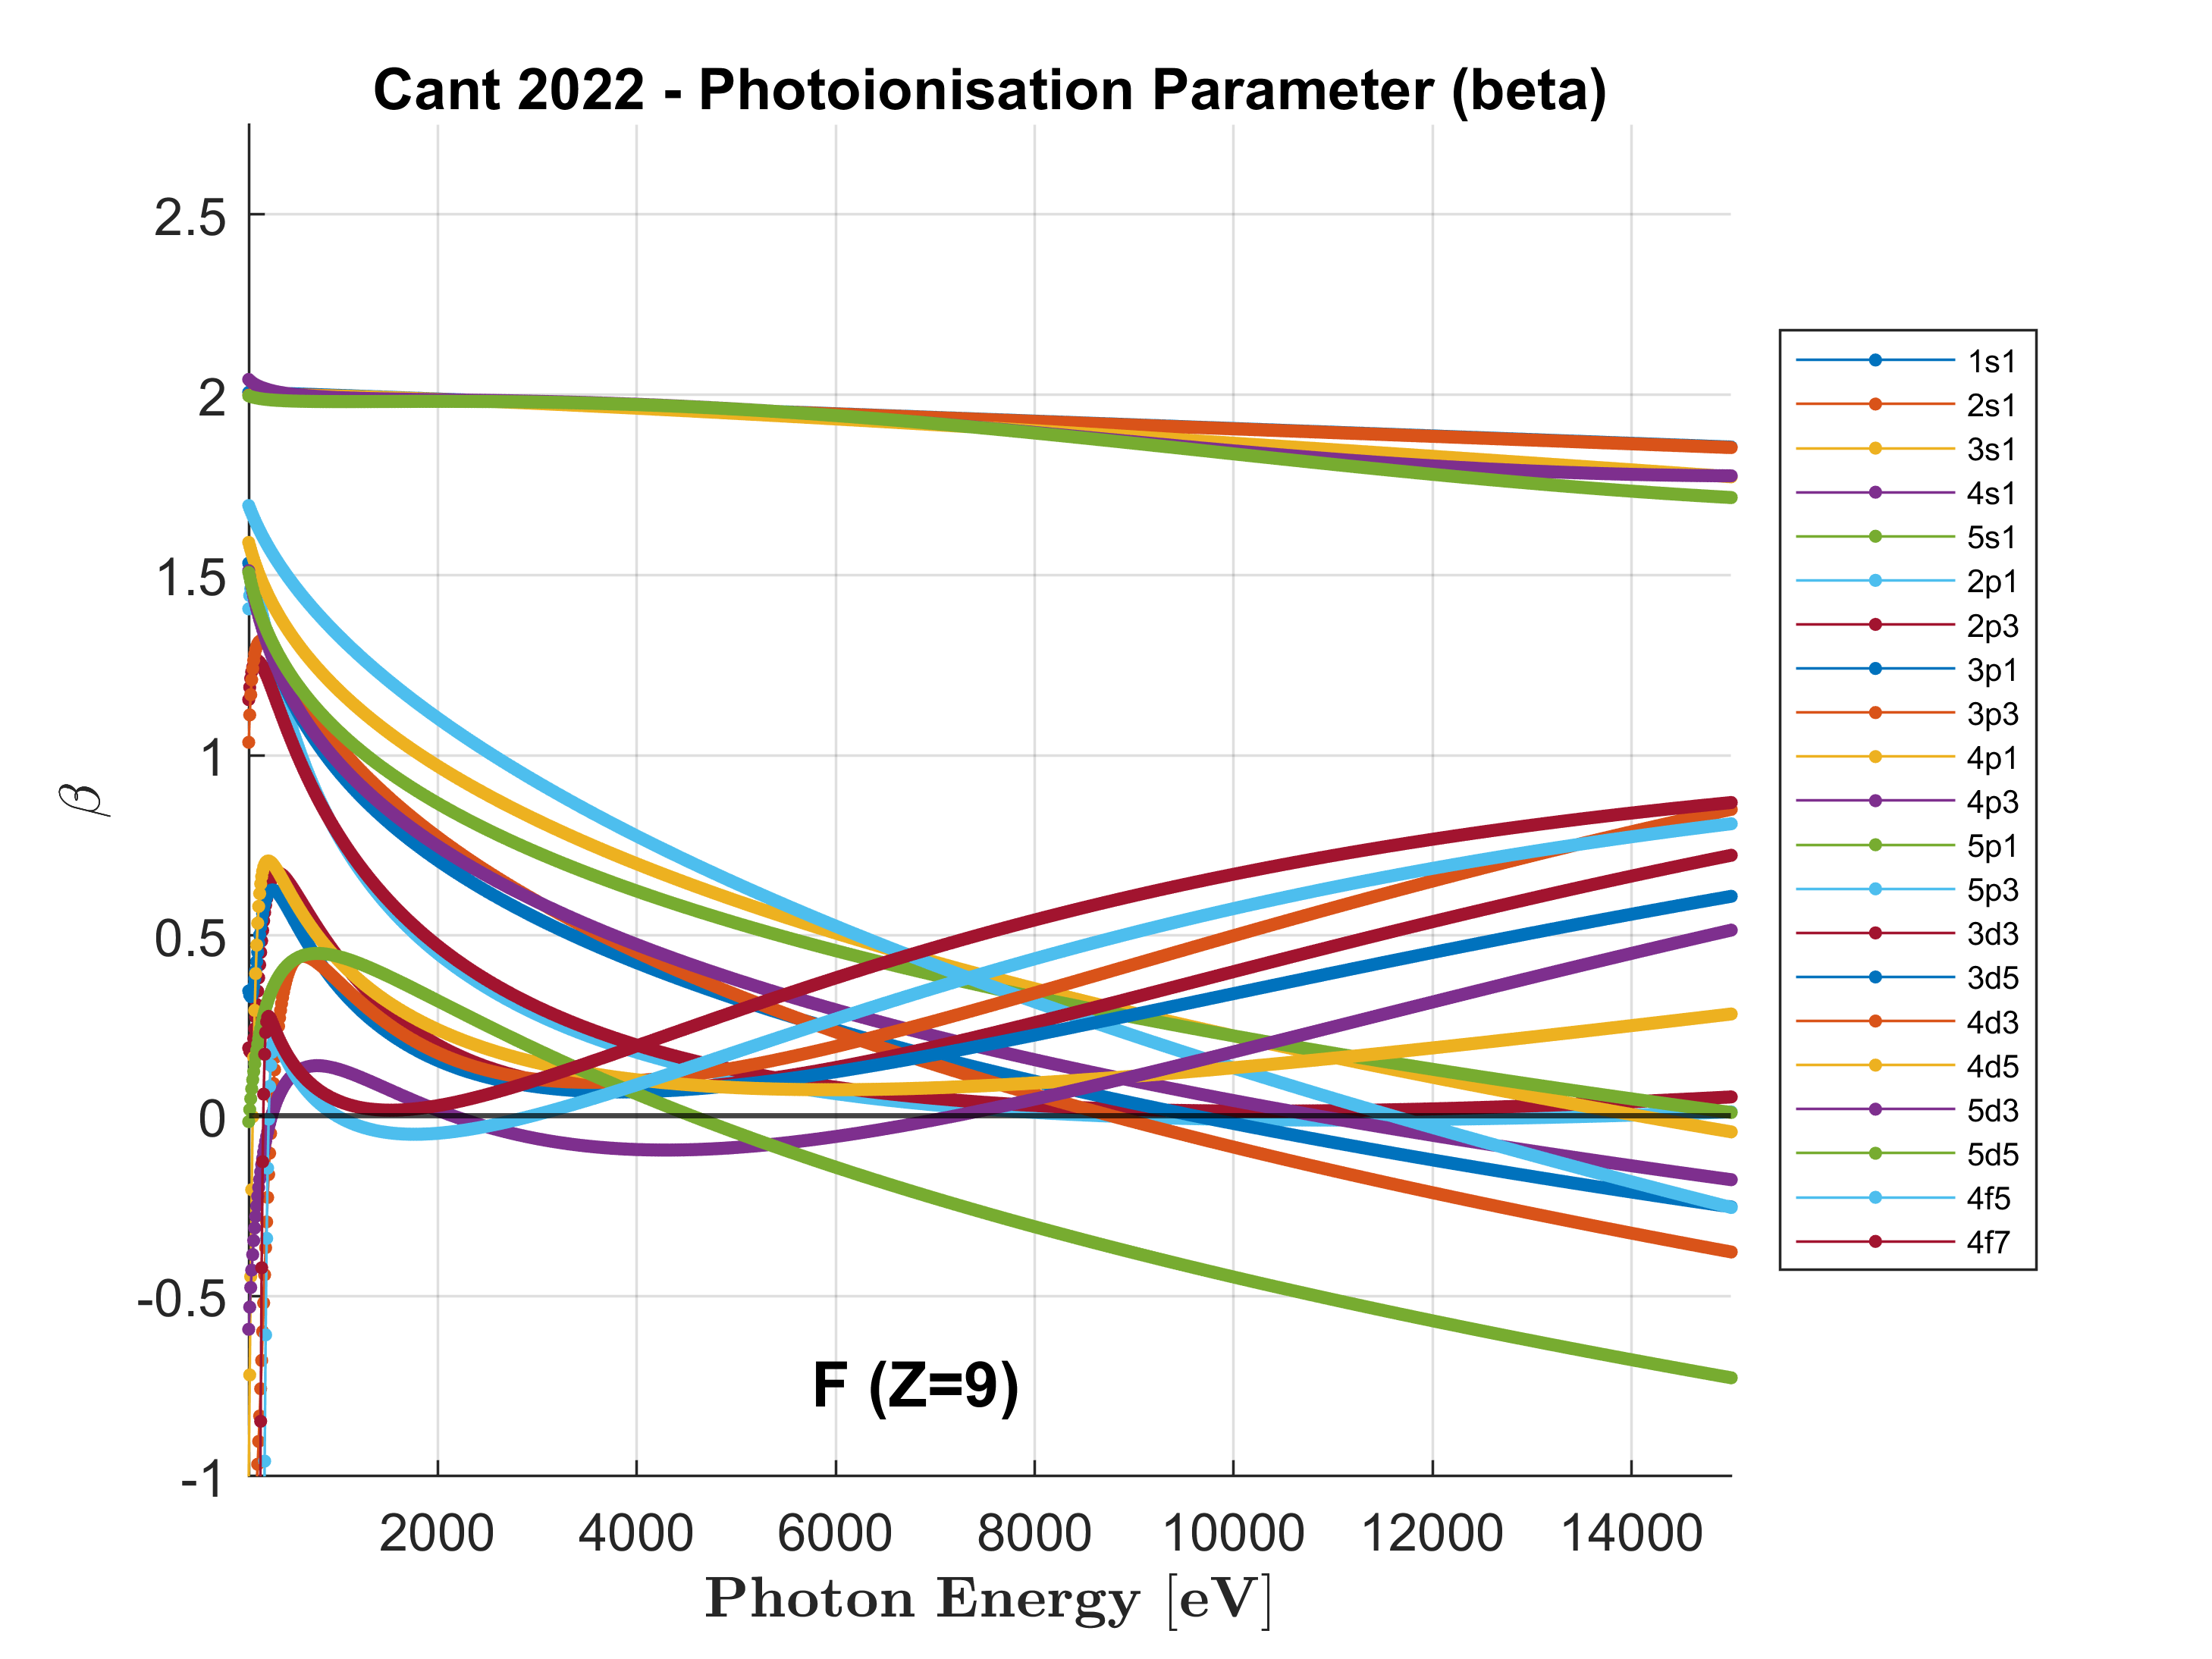 Cant 2022 - Photoionisation Parameter (beta)
2.5
2
1.5
1
0.5
0
-0.5
-1
β
2000 4000 6000 8000 10000 12000 14000
Photon Energy [eV]
F (Z=9)
1s1
2s1
3s1
4s1
5s1
2p1
2p3
3p1
3p3
4p1
4p3
5p1
5p3
3d3
3d5
4d3
4d5
5d3
5d5
4f5
4f7